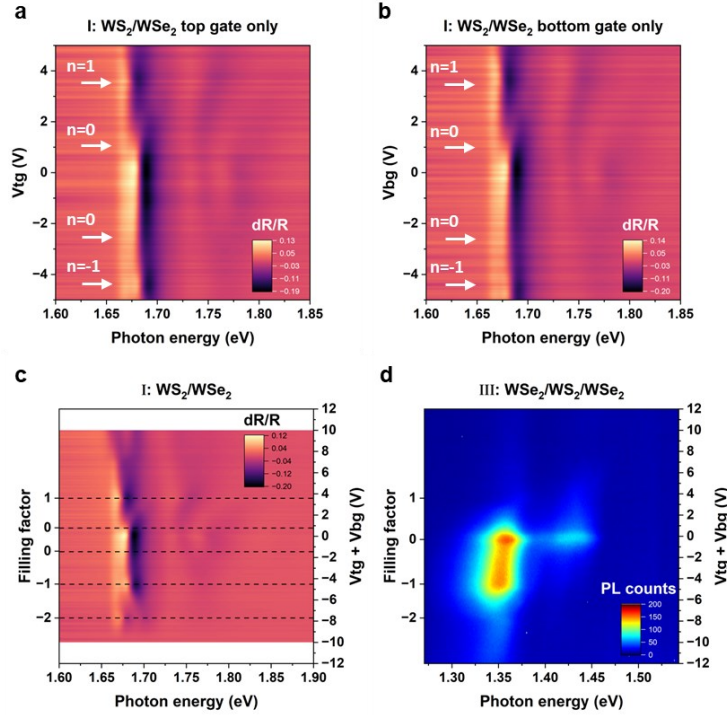 a
I: WS₂/WSe₂ top gate only
Vtg (V)
4
2
0
−2
−4
n=1
n=0
n=0
n=-1
dR/R
0.13
0.05
−0.03
−0.11
−0.19
1.60 1.65 1.70 1.75 1.80 1.85
Photon energy (eV)
b
I: WS₂/WSe₂ bottom gate only
Vbg (V)
4
2
0
−2
−4
n=1
n=0
n=0
n=-1
dR/R
0.14
0.05
−0.03
−0.11
−0.20
1.60 1.65 1.70 1.75 1.80 1.85
Photon energy (eV)
c
I: WS₂/WSe₂
Filling factor
1
0
0
−1
−2
dR/R
0.12
0.04
−0.04
−0.12
−0.20
12
10
8
6
4
2
0
−2
−4
−6
−8
−10
−12
Vtg + Vbg (V)
1.60 1.65 1.70 1.75 1.80 1.85 1.90
Photon energy (eV)
d
III: WSe₂/WS₂/WSe₂
Filling factor
1
0
0
−1
−2
PL counts
200
150
100
50
0
12
10
8
6
4
2
0
−2
−4
−6
−8
−10
−12
Vtg + Vbg (V)
1.30 1.35 1.40 1.45 1.50
Photon energy (eV)